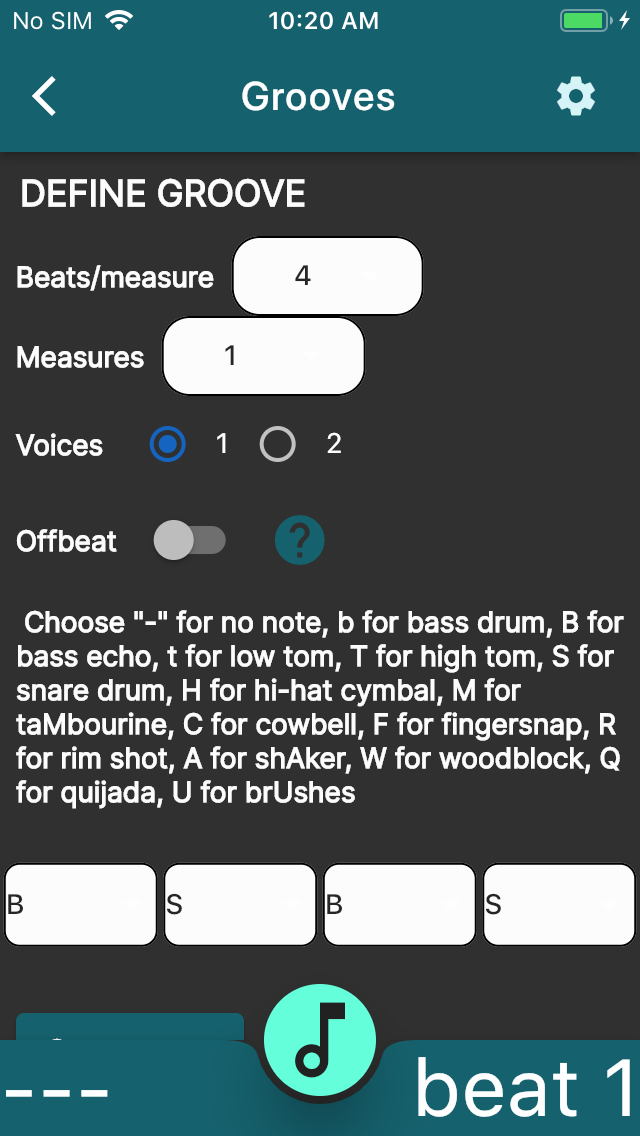 No SIM 10:20 AM
Grooves
DEFINE GROOVE
Beats/measure 4
Measures 1
Voices 1 2
Offbeat ?
Choose "-" for no note, b for bass drum, B for
bass echo, t for low tom, T for high tom, S for
snare drum, H for hi-hat cymbal, M for
taMbourine, C for cowbell, F for fingersnap, R
for rim shot, A for shAker, W for woodblock, Q
for quijada, U for brUshes
B S B S
--- beat 1